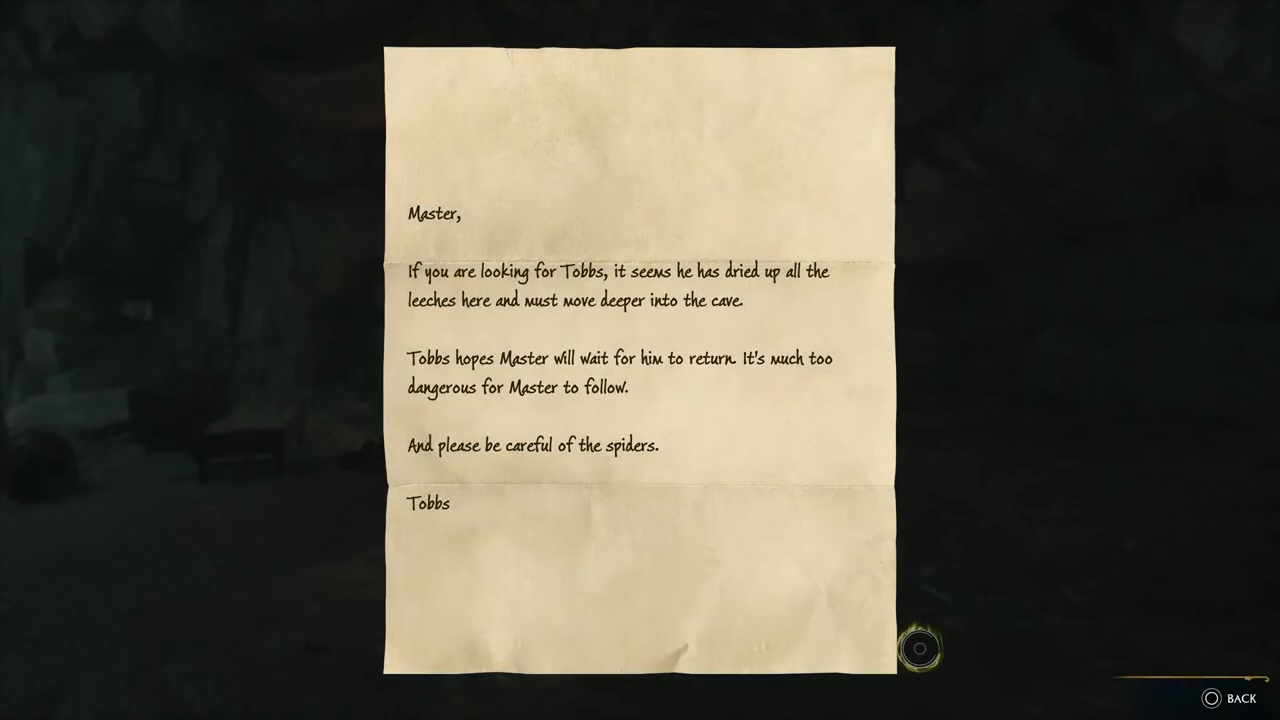 Master,
If you are looking for Tobbs, it seems he has dried up all the
leeches here and must move deeper into the cave.
Tobbs hopes Master will wait for him to return. It's much too
dangerous for Master to follow.
And please be careful of the spiders.
Tobbs
BACK